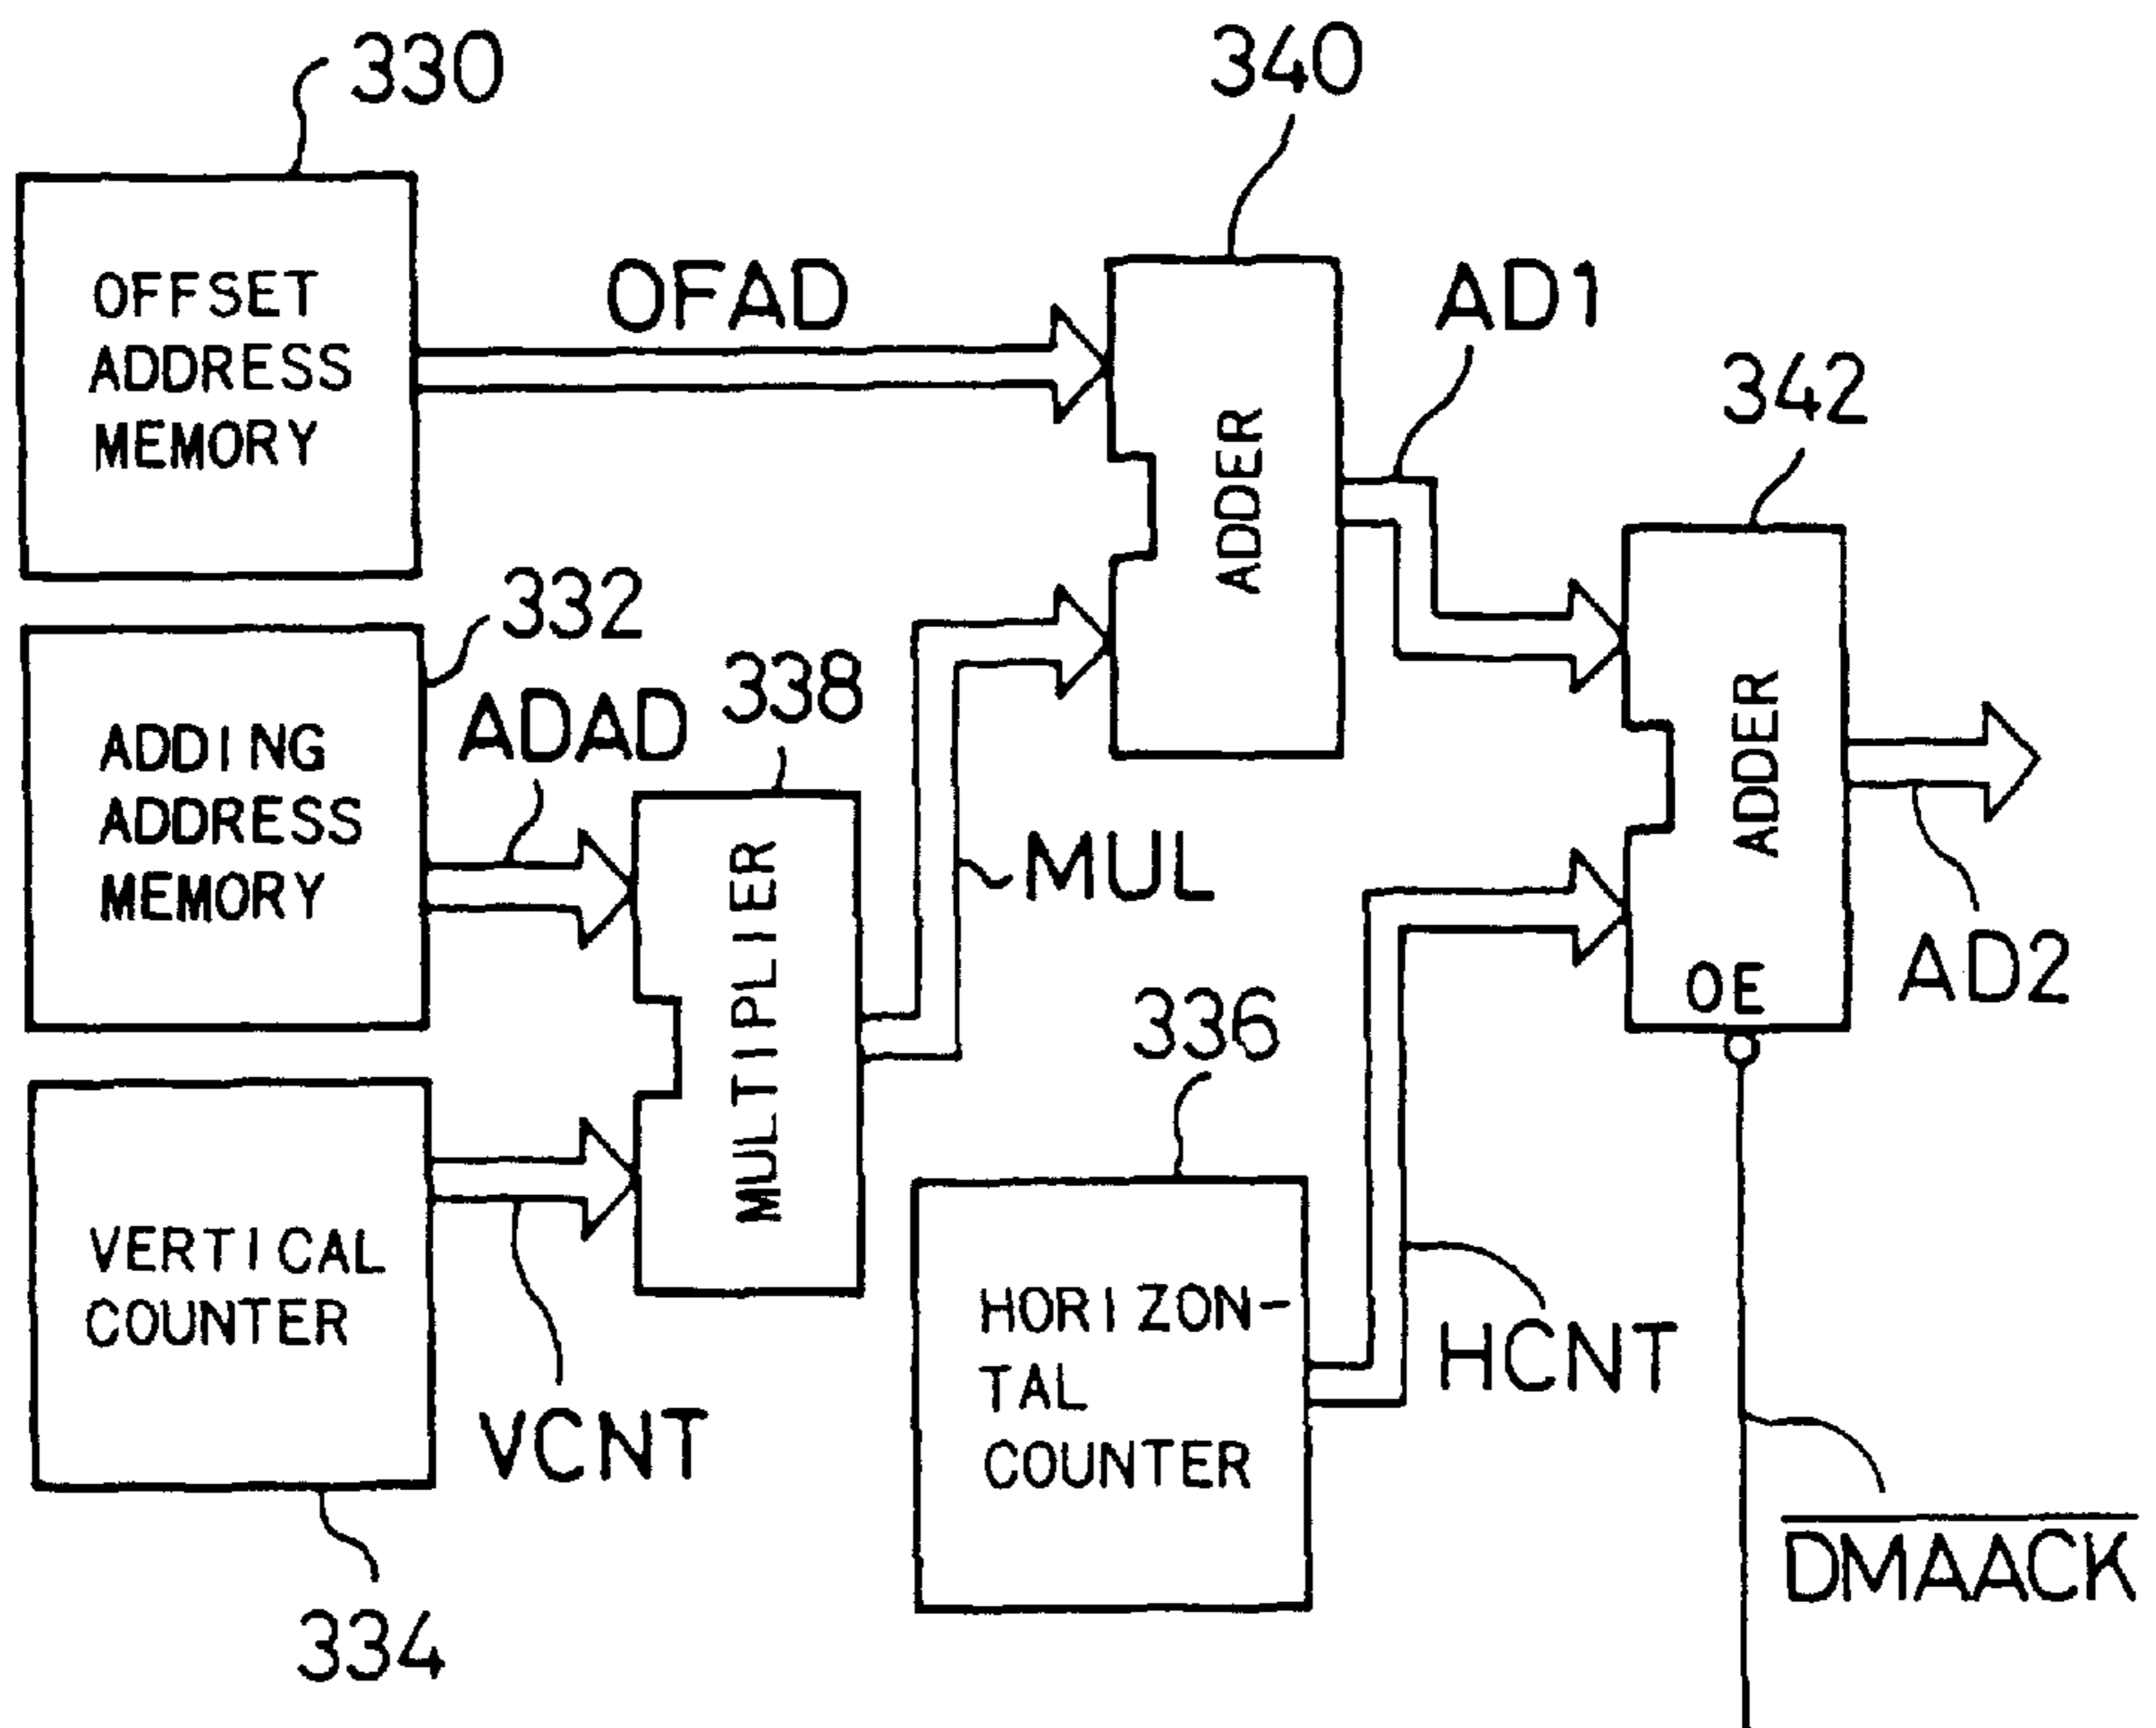 330
340
OFFSET
ADDRESS
MEMORY
OFAD
ADDER
AD1
342
332
ADDING
ADDRESS
MEMORY
ADAD
338
MULTIPLIER
MUL
ADDER
OE
AD2
336
VERTICAL
COUNTER
VCNT
334
HORIZON-
TAL
COUNTER
HCNT
DMAACK